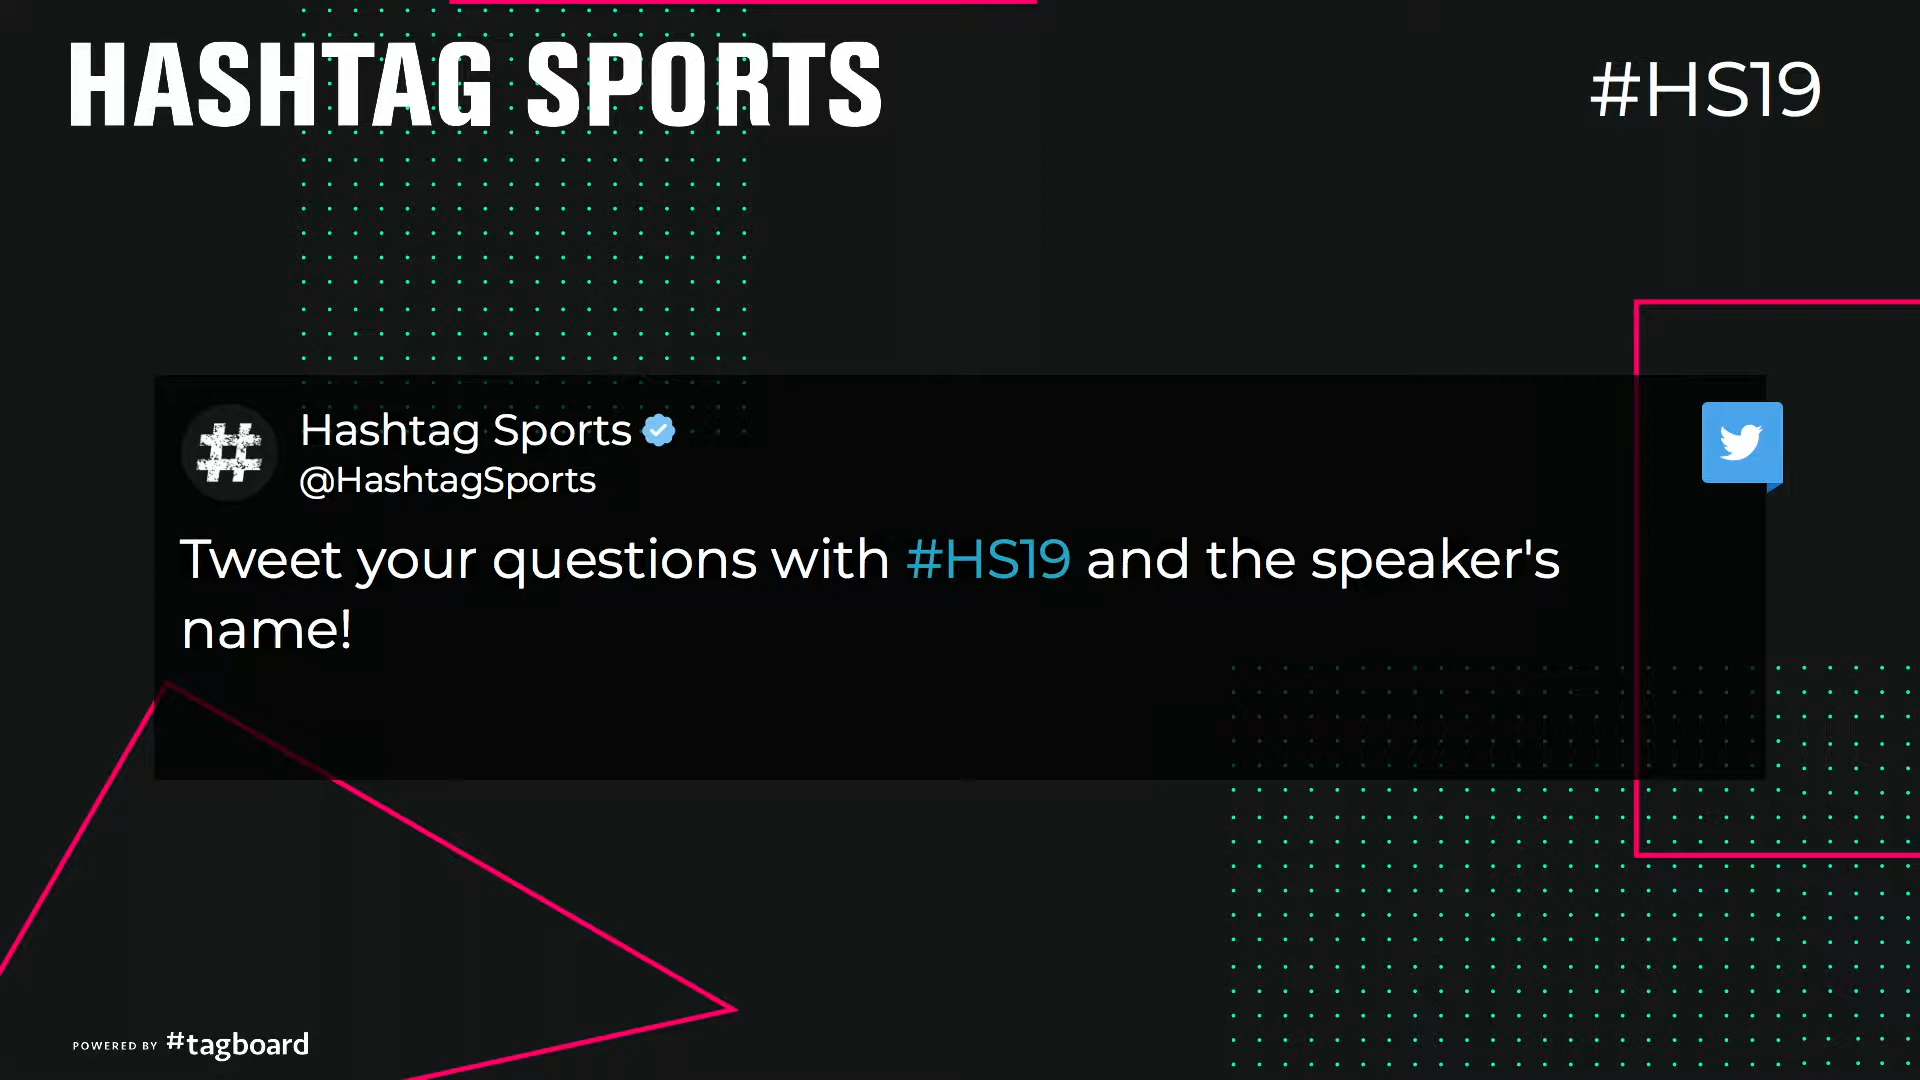 HASHTAG SPORTS
#HS19
Hashtag Sports
@HashtagSports
Tweet your questions with #HS19 and the speaker's
name!
POWERED BY #tagboard